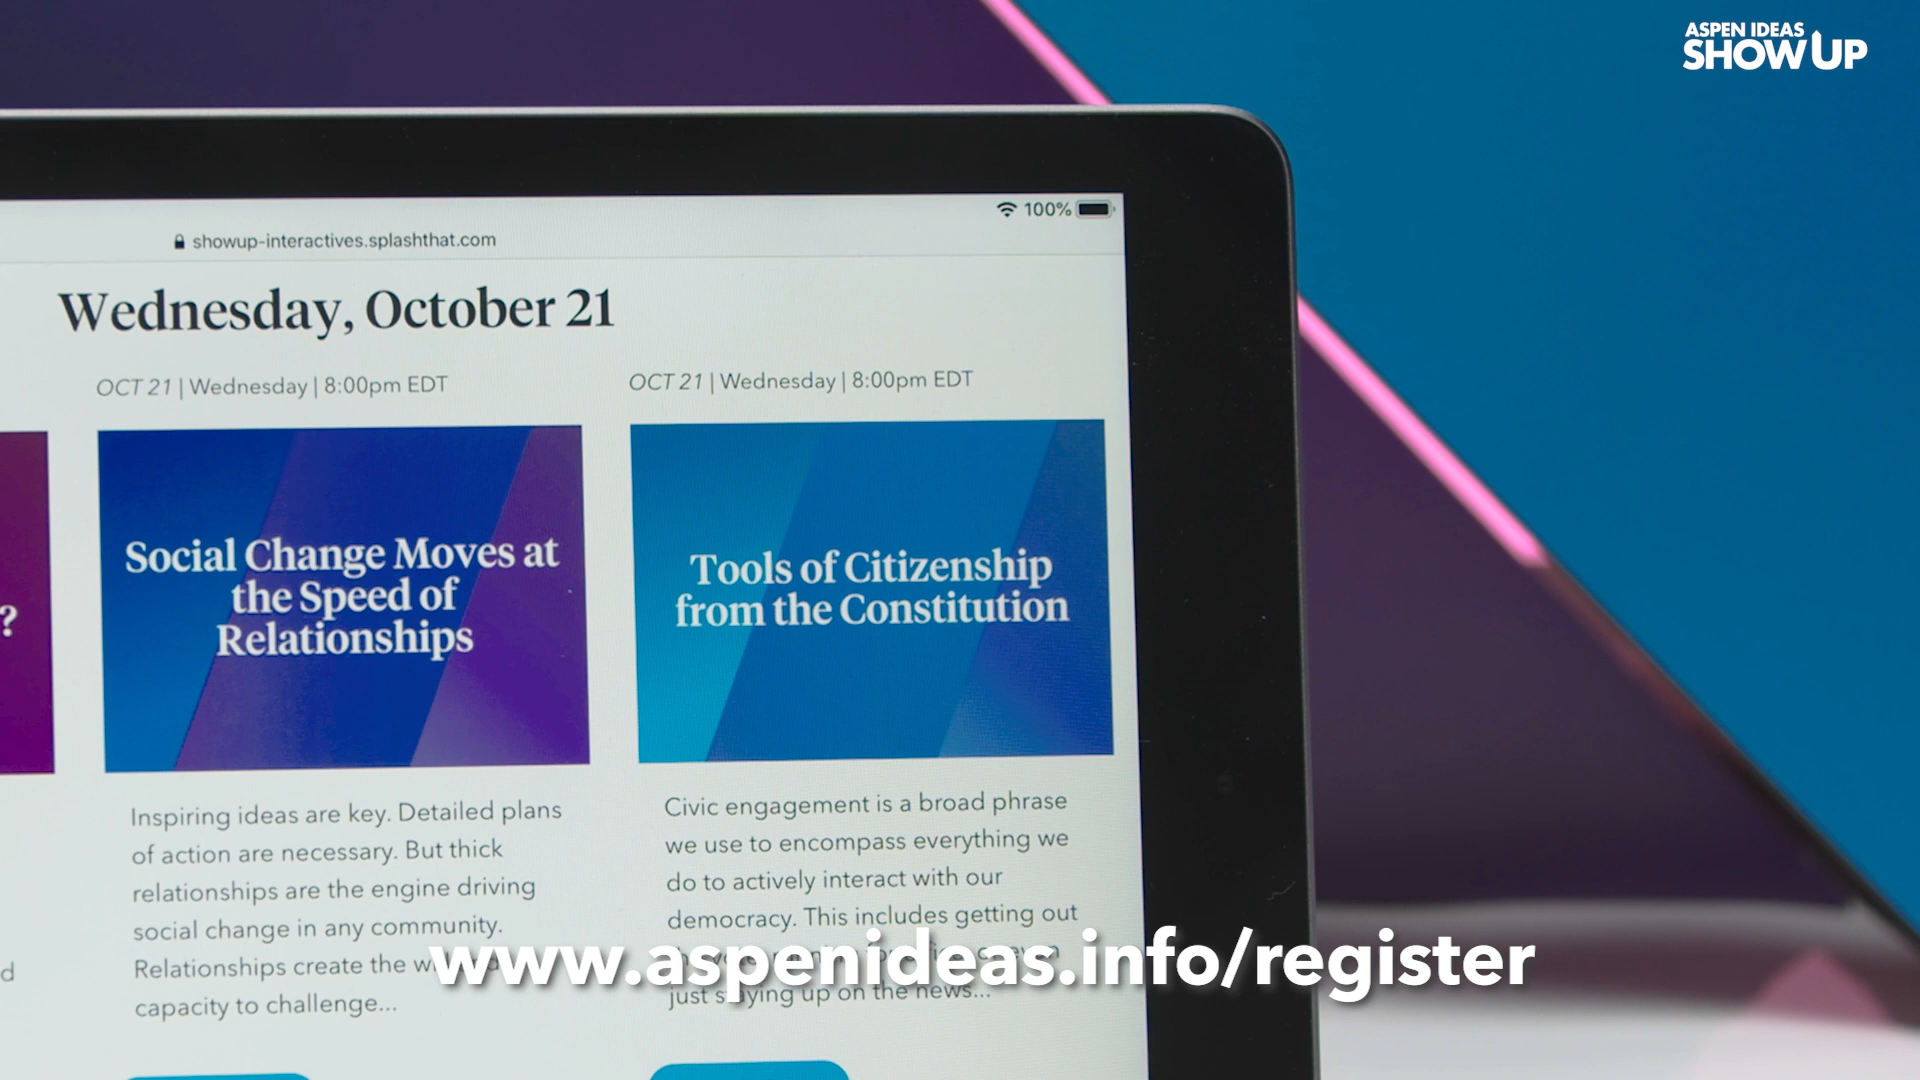 ASPEN IDEAS
SHOW UP
100%
showup-interactives.splashthat.com
Wednesday, October 21
OCT 21 | Wednesday | 8:00pm EDT
Social Change Moves at
the Speed of
Relationships
Inspiring ideas are key. Detailed plans
of action are necessary. But thick
relationships are the engine driving
social change in any community.
Relationships create the
capacity to challenge...
OCT 21 | Wednesday | 8:00pm EDT
Tools of Citizenship
from the Constitution
Civic engagement is a broad phrase
we use to encompass everything we
do to actively interact with our
democracy. This includes getting out
just staying up on the news...
?
d
www.aspenideas.info/register